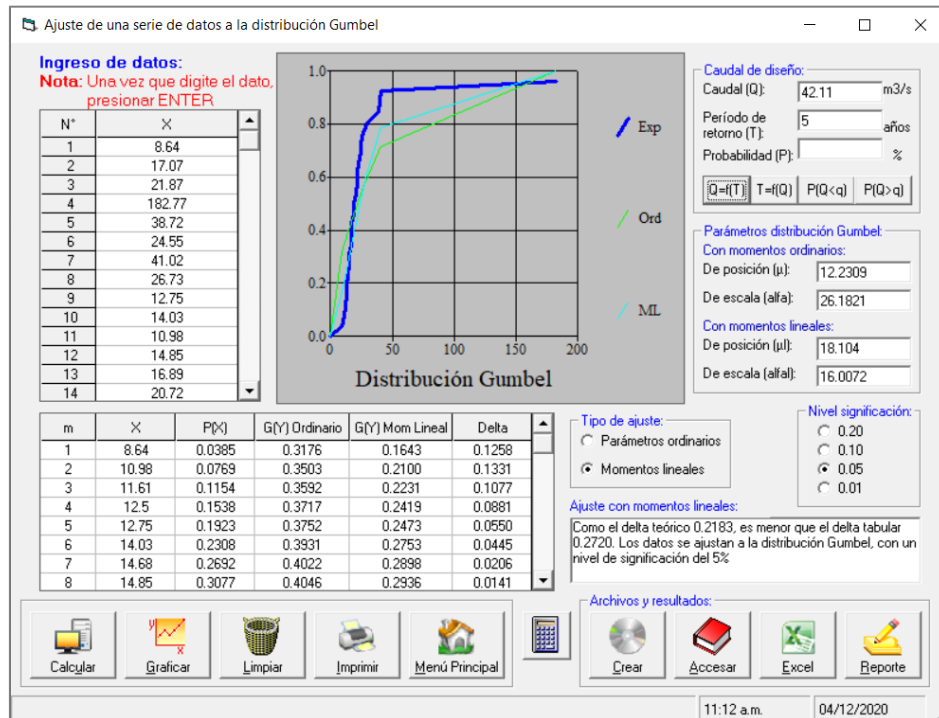 Ajuste de una serie de datos a la distribución Gumbel
Ingreso de datos:
Nota: Una vez que digite el dato,
presionar ENTER
N° X
1 8.64
2 17.07
3 21.87
4 182.77
5 38.72
6 24.55
7 41.02
8 26.73
9 12.75
10 14.03
11 10.98
12 14.85
13 16.89
14 20.72
1.0
0.8
0.6
0.4
0.2
0.0
0 50 100 150 200
Distribución Gumbel
Exp
Ord
ML
Caudal de diseño:
Caudal (Q): 42.11 m3/s
Período de
retorno (T): 5 años
Probabilidad (P): %
Q=f(T) T=f(Q) P(Q<q) P(Q>q)
Parámetros distribución Gumbel:
Con momentos ordinarios:
De posición (µ): 12.2309
De escala (alfa): 26.1821
Con momentos lineales:
De posición (µl): 18.104
De escala (alfal): 16.0072
m X P(X) G(Y) Ordinario G(Y) Mom Lineal Delta
1 8.64 0.0385 0.3176 0.1643 0.1258
2 10.98 0.0769 0.3503 0.2100 0.1331
3 11.61 0.1154 0.3592 0.2231 0.1077
4 12.5 0.1538 0.3717 0.2419 0.0881
5 12.75 0.1923 0.3752 0.2473 0.0550
6 14.03 0.2308 0.3931 0.2753 0.0445
7 14.68 0.2692 0.4022 0.2898 0.0206
8 14.85 0.3077 0.4046 0.2936 0.0141
Tipo de ajuste:
Parámetros ordinarios
Momentos lineales
Nivel significación:
0.20
0.10
0.05
0.01
Ajuste con momentos lineales:
Como el delta teórico 0.2183, es menor que el delta tabular
0.2720. Los datos se ajustan a la distribución Gumbel, con un
nivel de significación del 5%
Calcular Graficar Limpiar Imprimir Menú Principal
Archivos y resultados:
Crear Accesar Excel Reporte
11:12 a.m. 04/12/2020